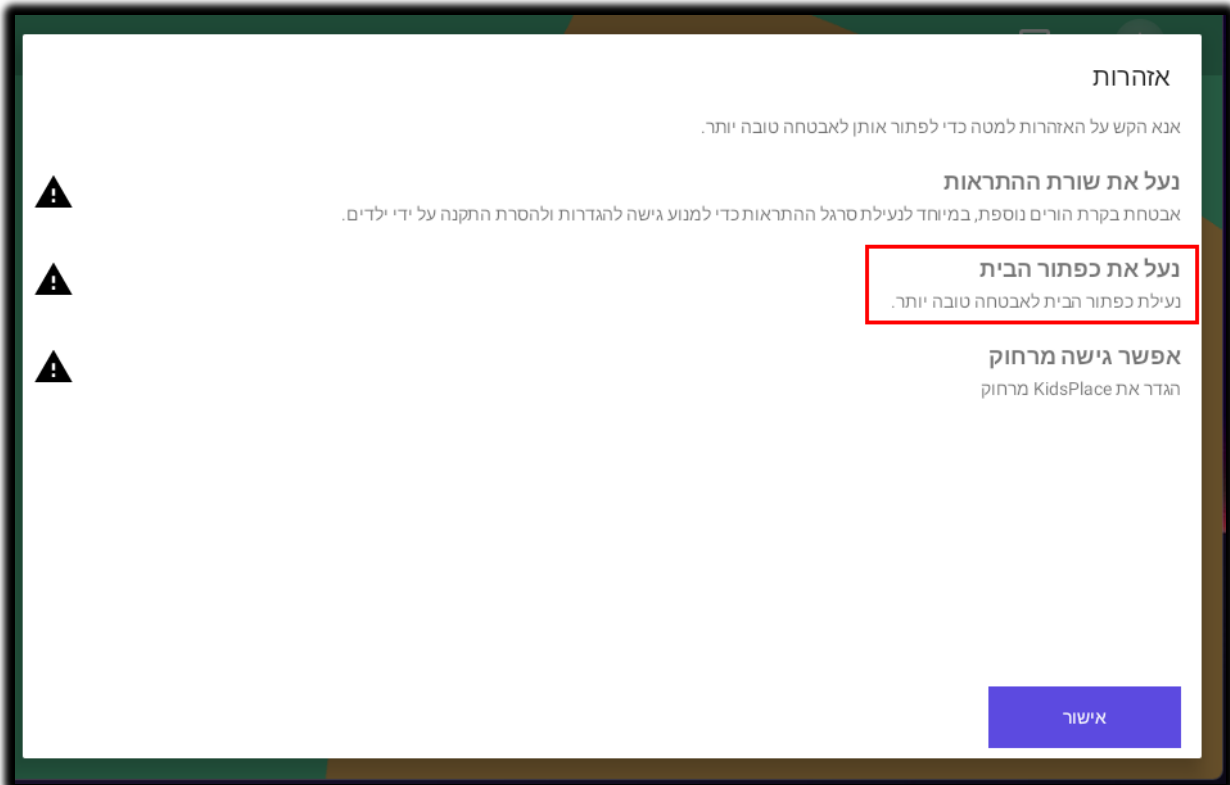 אזהרות
אנא הקש על האזהרות למטה כדי לפתור אותן לאבטחה טובה יותר.
נעל את שורת ההתראות
אבטחת בקרת הורים נוספת, במיוחד לנעילת סרגל ההתראות כדי למנוע גישה להגדרות ולהסרת התקנה על ידי ילדים.
נעל את כפתור הבית
נעילת כפתור הבית לאבטחה טובה יותר.
אפשר גישה מרחוק
הגדר את KidsPlace מרחוק
אישור